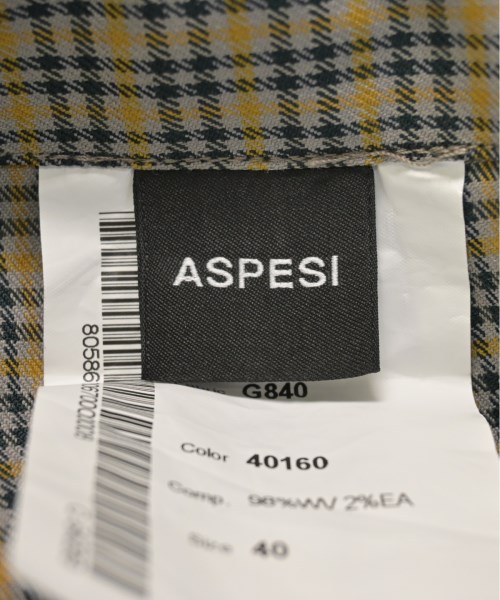 ASPESI
G840
Color 40160
Comp. 98%WV 2%EA
Size 40